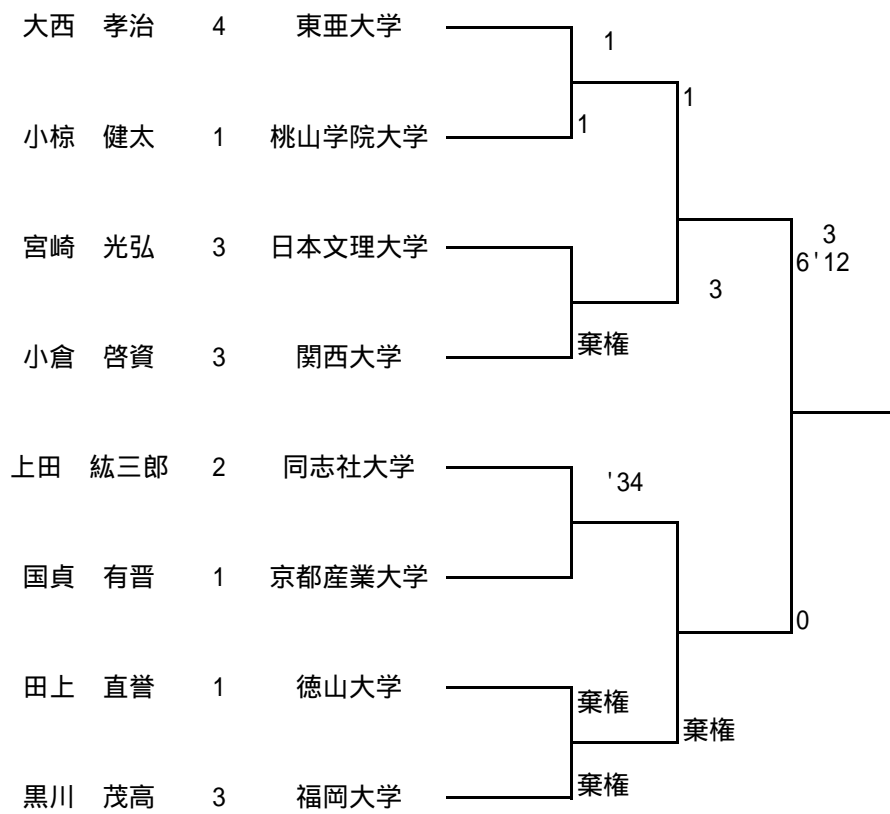 大西 孝治 4 東亜大学
1
1
小椋 健太 1 桃山学院大学
1
宮崎 光弘 3 日本文理大学
3
6'12
3
棄権
小倉 啓資 3 関西大学
上田 紘三郎 2 同志社大学
'34
国貞 有晋 1 京都産業大学
0
田上 直誉 1 徳山大学
棄権
棄権
棄権
黒川 茂高 3 福岡大学